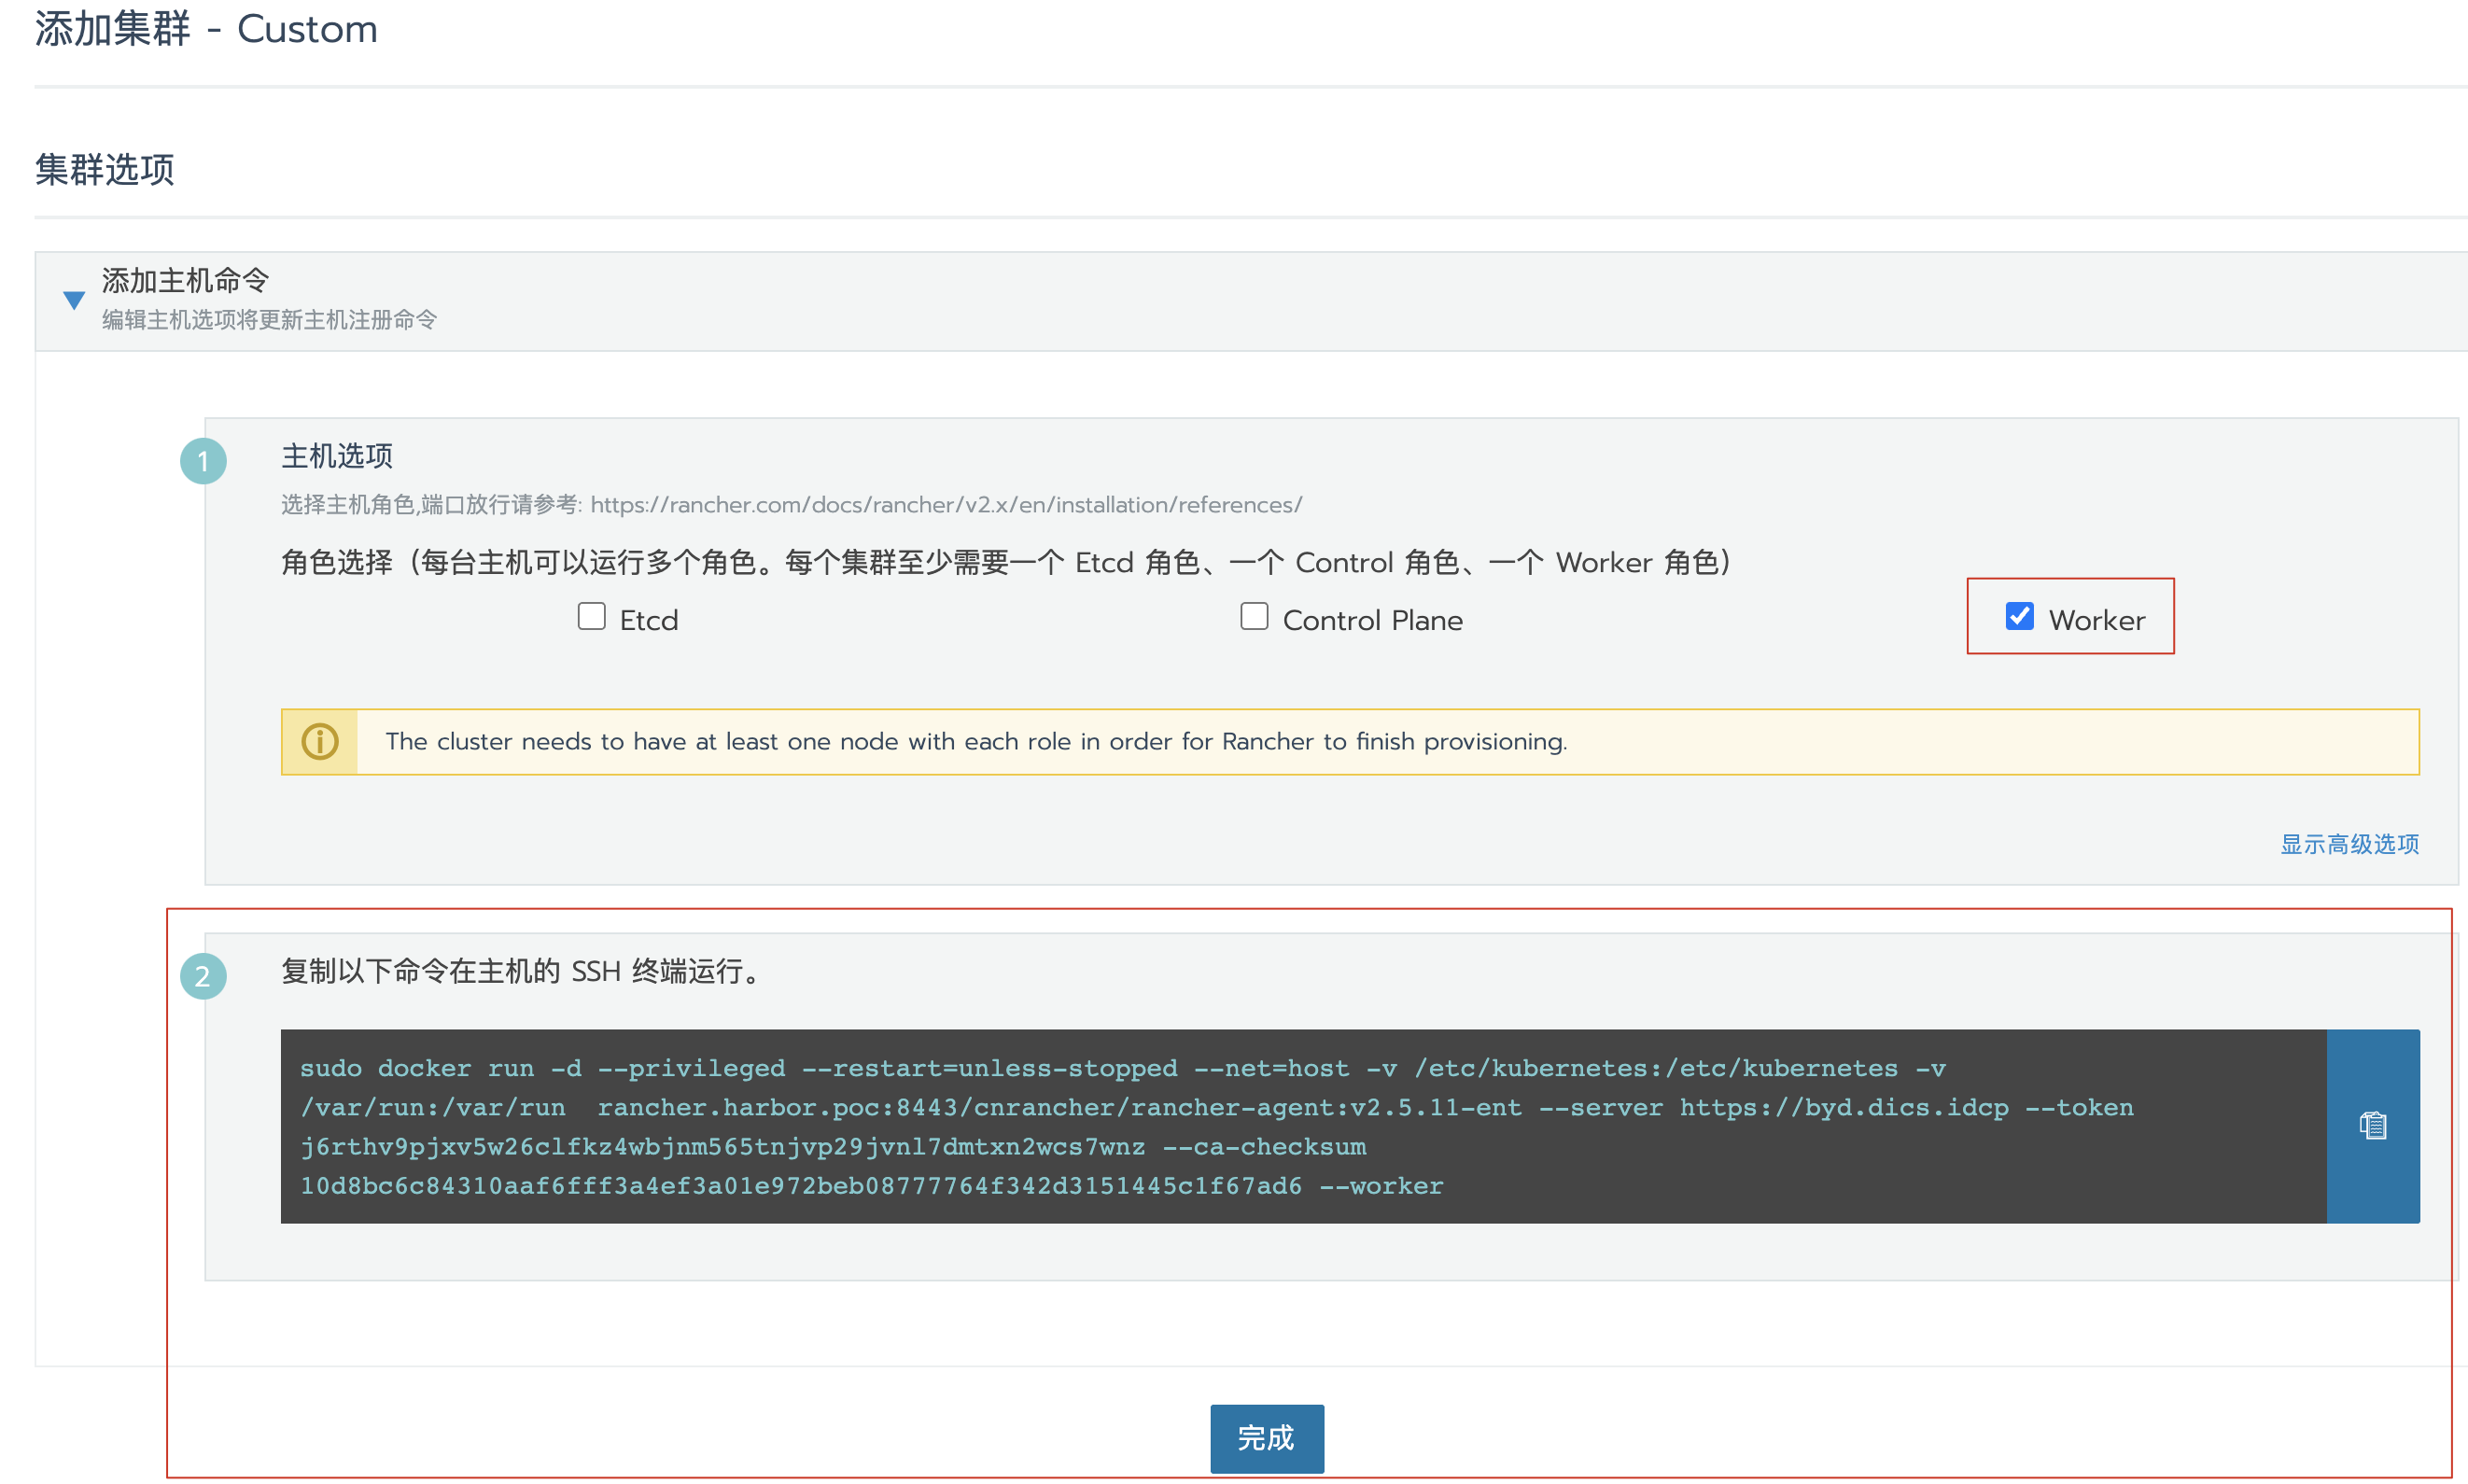 添加集群 - Custom
集群选项
添加主机命令
编辑主机选项将更新主机注册命令
1
主机选项
选择主机角色,端口放行请参考: https://rancher.com/docs/rancher/v2.x/en/installation/references/
角色选择（每台主机可以运行多个角色。每个集群至少需要一个 Etcd 角色、一个 Control 角色、一个 Worker 角色）
Etcd
Control Plane
Worker
The cluster needs to have at least one node with each role in order for Rancher to finish provisioning.
显示高级选项
2
复制以下命令在主机的 SSH 终端运行。
sudo docker run -d --privileged --restart=unless-stopped --net=host -v /etc/kubernetes:/etc/kubernetes -v
/var/run:/var/run  rancher.harbor.poc:8443/cnrancher/rancher-agent:v2.5.11-ent --server https://byd.dics.idcp --token
j6rthv9pjxv5w26clfkz4wbjnm565tnjvp29jvnl7dmtxn2wcs7wnz --ca-checksum
10d8bc6c84310aaf6fff3a4ef3a01e972beb08777764f342d3151445c1f67ad6 --worker
完成